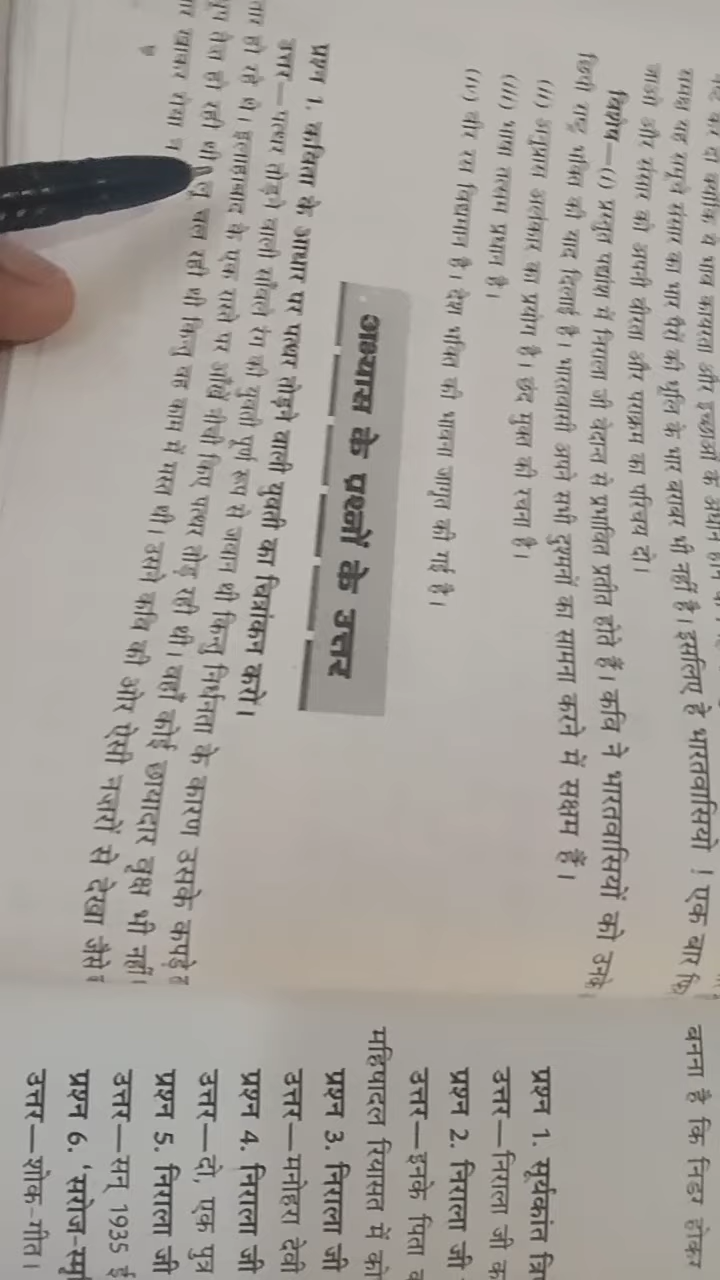 समक्ष यह समूचे संसार का भार पैरों की धूलि के भार बराबर भी नहीं है। इसलिए हे भारतवासियो ! एक बार
जाओ और संसार को अपनी वीरता और पराक्रम का परिचय दो।
विशेष—(i) प्रस्तुत पद्यांश में निराला जी वेदान्त से प्रभावित प्रतीत होते हैं। कवि ने भारतवासियों को उनके
छिपी राष्ट्र भक्ति की याद दिलाई है। भारतवासी अपने सभी दुश्मनों का सामना करने में सक्षम हैं।
(ii) अनुप्रास अलंकार का प्रयोग है। छंद मुक्त की रचना है।
(iii) भाषा तत्सम प्रधान है।
(iv) वीर रस विद्यमान है। देश भक्ति की भावना जागृत की गई है।
अभ्यास के प्रश्नों के उत्तर
प्रश्न 1. कविता के आधार पर पत्थर तोड़ने वाली युवती का चित्रांकन करो।
उत्तर—पत्थर तोड़ने वाली साँवले रंग की युवती पूर्ण रूप से जवान थी किन्तु निर्धनता के कारण उसके कपड़े
तार हो रहे थे। इलाहाबाद के एक रास्ते पर आँखें नीची किए पत्थर तोड़ रही थी। वहाँ कोई छायादार वृक्ष भी नहीं।
धूप तेज हो रही थी। लू चल रही थी किन्तु वह काम में मस्त थी। उसने कवि की ओर ऐसी नजरों से देखा जैसे
मार खाकर रोया न
बनना है कि निडर होकर
प्रश्न 1. सूर्यकांत त्रि
उत्तर—निराला जी क
प्रश्न 2. निराला जी
उत्तर—इनके पिता
महिषादल रियासत में को
प्रश्न 3. निराला जी
उत्तर—मनोहरा देवी
प्रश्न 4. निराला जी
उत्तर—दो, एक पुत्र
प्रश्न 5. निराला जी
उत्तर—सन् 1935 ई
प्रश्न 6. 'सरोज-स्मृ
उत्तर—शोक-गीत।